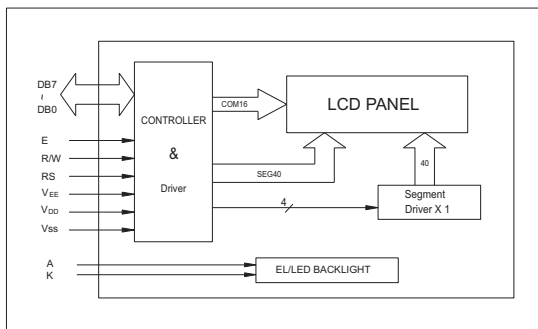 DB7
~
DB0
E
R/W
RS
VEE
VDD
Vss
A
K
CONTROLLER
&
Driver
COM16
SEG40
4
LCD PANEL
40
Segment
Driver X 1
EL/LED BACKLIGHT